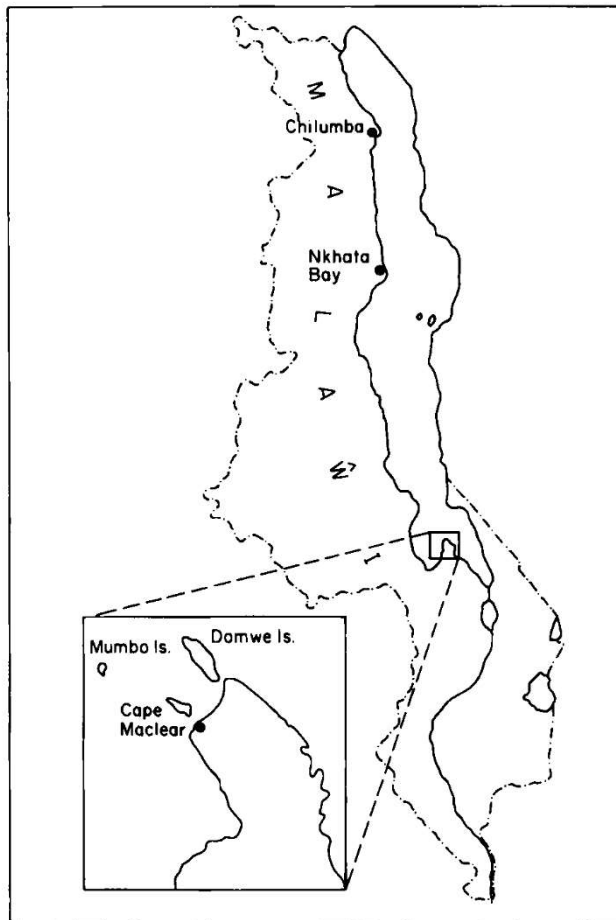 M
Chilumba
A
Nkhata
Bay
L
A
Ŵ
I
Domwe Is.
Mumbo Is.
Cape
Maclear